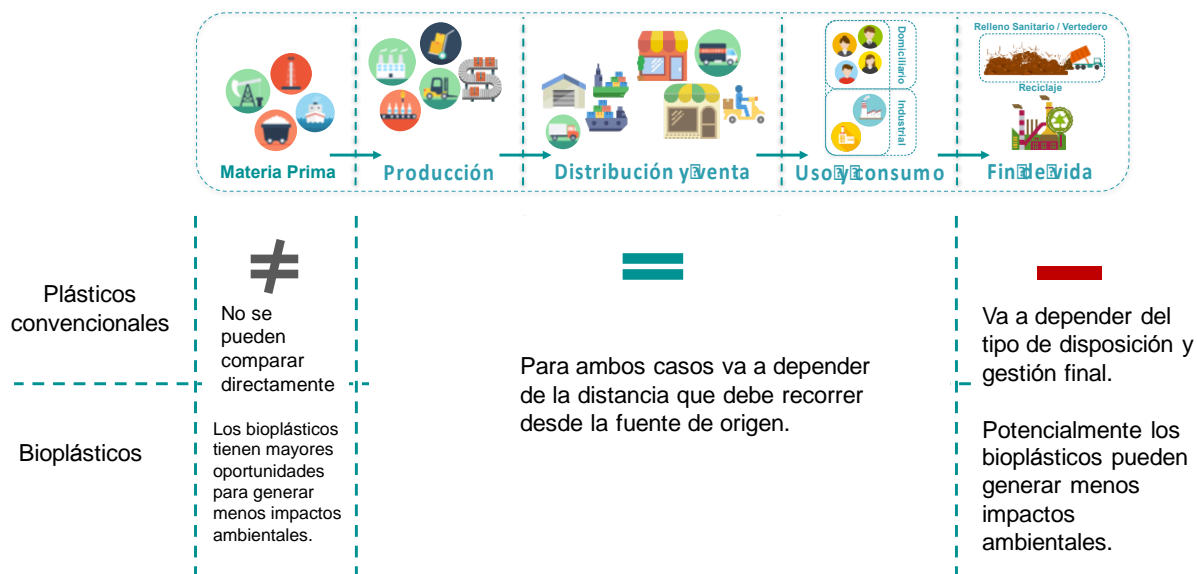 Relleno Sanitario / Vertedero
Domiciliario
Industrial
Reciclaje
Materia Prima
Producción
Distribución y venta
Uso y consumo
Fin de vida
≠
=
Plásticos
convencionales
No se
pueden
comparar
directamente
Para ambos casos va a depender
de la distancia que debe recorrer
desde la fuente de origen.
Va a depender del
tipo de disposición y
gestión final.
Bioplásticos
Los bioplásticos
tienen mayores
oportunidades
para generar
menos impactos
ambientales.
Potencialmente los
bioplásticos pueden
generar menos
impactos
ambientales.